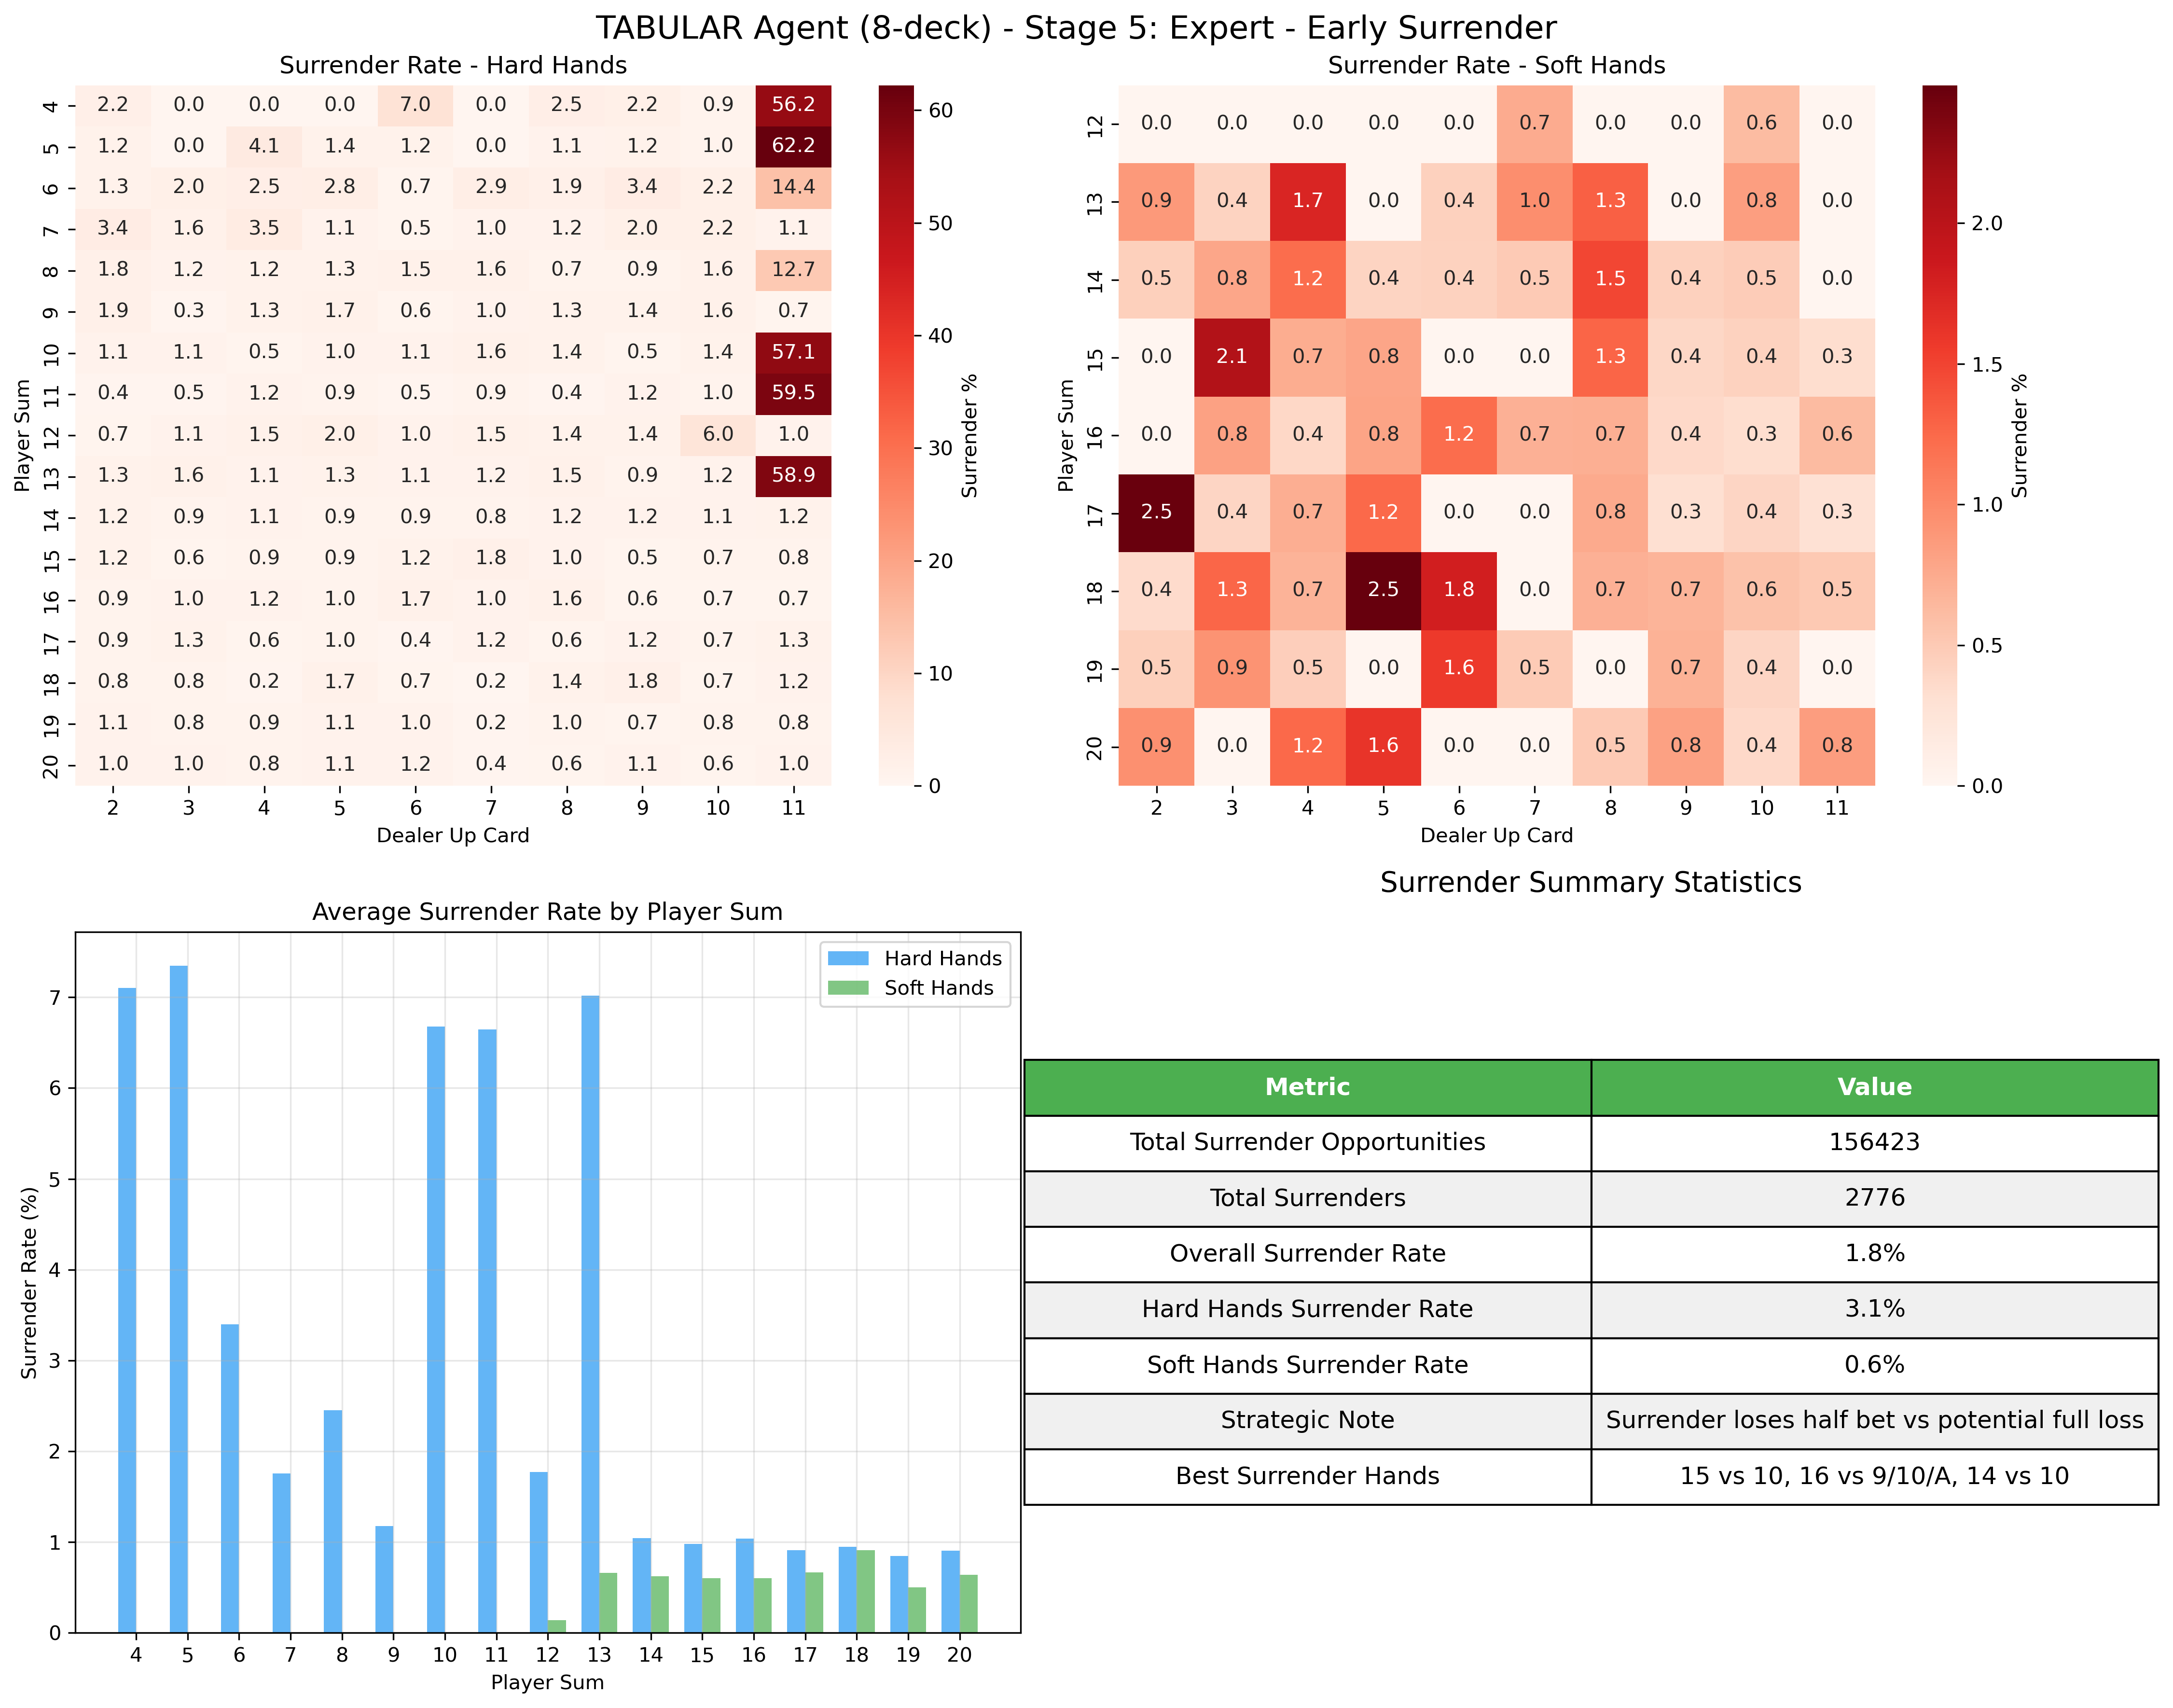 TABULAR Agent (8-deck) - Stage 5: Expert - Early Surrender
Surrender Rate - Hard Hands
4 2.2 0.0 0.0 0.0 7.0 0.0 2.5 2.2 0.9 56.2
5 1.2 0.0 4.1 1.4 1.2 0.0 1.1 1.2 1.0 62.2
6 1.3 2.0 2.5 2.8 0.7 2.9 1.9 3.4 2.2 14.4
7 3.4 1.6 3.5 1.1 0.5 1.0 1.2 2.0 2.2 1.1
8 1.8 1.2 1.2 1.3 1.5 1.6 0.7 0.9 1.6 12.7
9 1.9 0.3 1.3 1.7 0.6 1.0 1.3 1.4 1.6 0.7
10 1.1 1.1 0.5 1.0 1.1 1.6 1.4 0.5 1.4 57.1
11 0.4 0.5 1.2 0.9 0.5 0.9 0.4 1.2 1.0 59.5
12 0.7 1.1 1.5 2.0 1.0 1.5 1.4 1.4 6.0 1.0
13 1.3 1.6 1.1 1.3 1.1 1.2 1.5 0.9 1.2 58.9
14 1.2 0.9 1.1 0.9 0.9 0.8 1.2 1.2 1.1 1.2
15 1.2 0.6 0.9 0.9 1.2 1.8 1.0 0.5 0.7 0.8
16 0.9 1.0 1.2 1.0 1.7 1.0 1.6 0.6 0.7 0.7
17 0.9 1.3 0.6 1.0 0.4 1.2 0.6 1.2 0.7 1.3
18 0.8 0.8 0.2 1.7 0.7 0.2 1.4 1.8 0.7 1.2
19 1.1 0.8 0.9 1.1 1.0 0.2 1.0 0.7 0.8 0.8
20 1.0 1.0 0.8 1.1 1.2 0.4 0.6 1.1 0.6 1.0
2 3 4 5 6 7 8 9 10 11
Dealer Up Card
Player Sum
60
50
40
30
20
10
0
Surrender %
Surrender Rate - Soft Hands
12 0.0 0.0 0.0 0.0 0.0 0.7 0.0 0.0 0.6 0.0
13 0.9 0.4 1.7 0.0 0.4 1.0 1.3 0.0 0.8 0.0
14 0.5 0.8 1.2 0.4 0.4 0.5 1.5 0.4 0.5 0.0
15 0.0 2.1 0.7 0.8 0.0 0.0 1.3 0.4 0.4 0.3
16 0.0 0.8 0.4 0.8 1.2 0.7 0.7 0.4 0.3 0.6
17 2.5 0.4 0.7 1.2 0.0 0.0 0.8 0.3 0.4 0.3
18 0.4 1.3 0.7 2.5 1.8 0.0 0.7 0.7 0.6 0.5
19 0.5 0.9 0.5 0.0 1.6 0.5 0.0 0.7 0.4 0.0
20 0.9 0.0 1.2 1.6 0.0 0.0 0.5 0.8 0.4 0.8
2 3 4 5 6 7 8 9 10 11
Dealer Up Card
Player Sum
2.0
1.5
1.0
0.5
0.0
Surrender %
Average Surrender Rate by Player Sum
Hard Hands
Soft Hands
7
6
5
4
3
2
1
0
Surrender Rate (%)
4 5 6 7 8 9 10 11 12 13 14 15 16 17 18 19 20
Player Sum
Surrender Summary Statistics
Metric Value
Total Surrender Opportunities 156423
Total Surrenders 2776
Overall Surrender Rate 1.8%
Hard Hands Surrender Rate 3.1%
Soft Hands Surrender Rate 0.6%
Strategic Note Surrender loses half bet vs potential full loss
Best Surrender Hands 15 vs 10, 16 vs 9/10/A, 14 vs 10